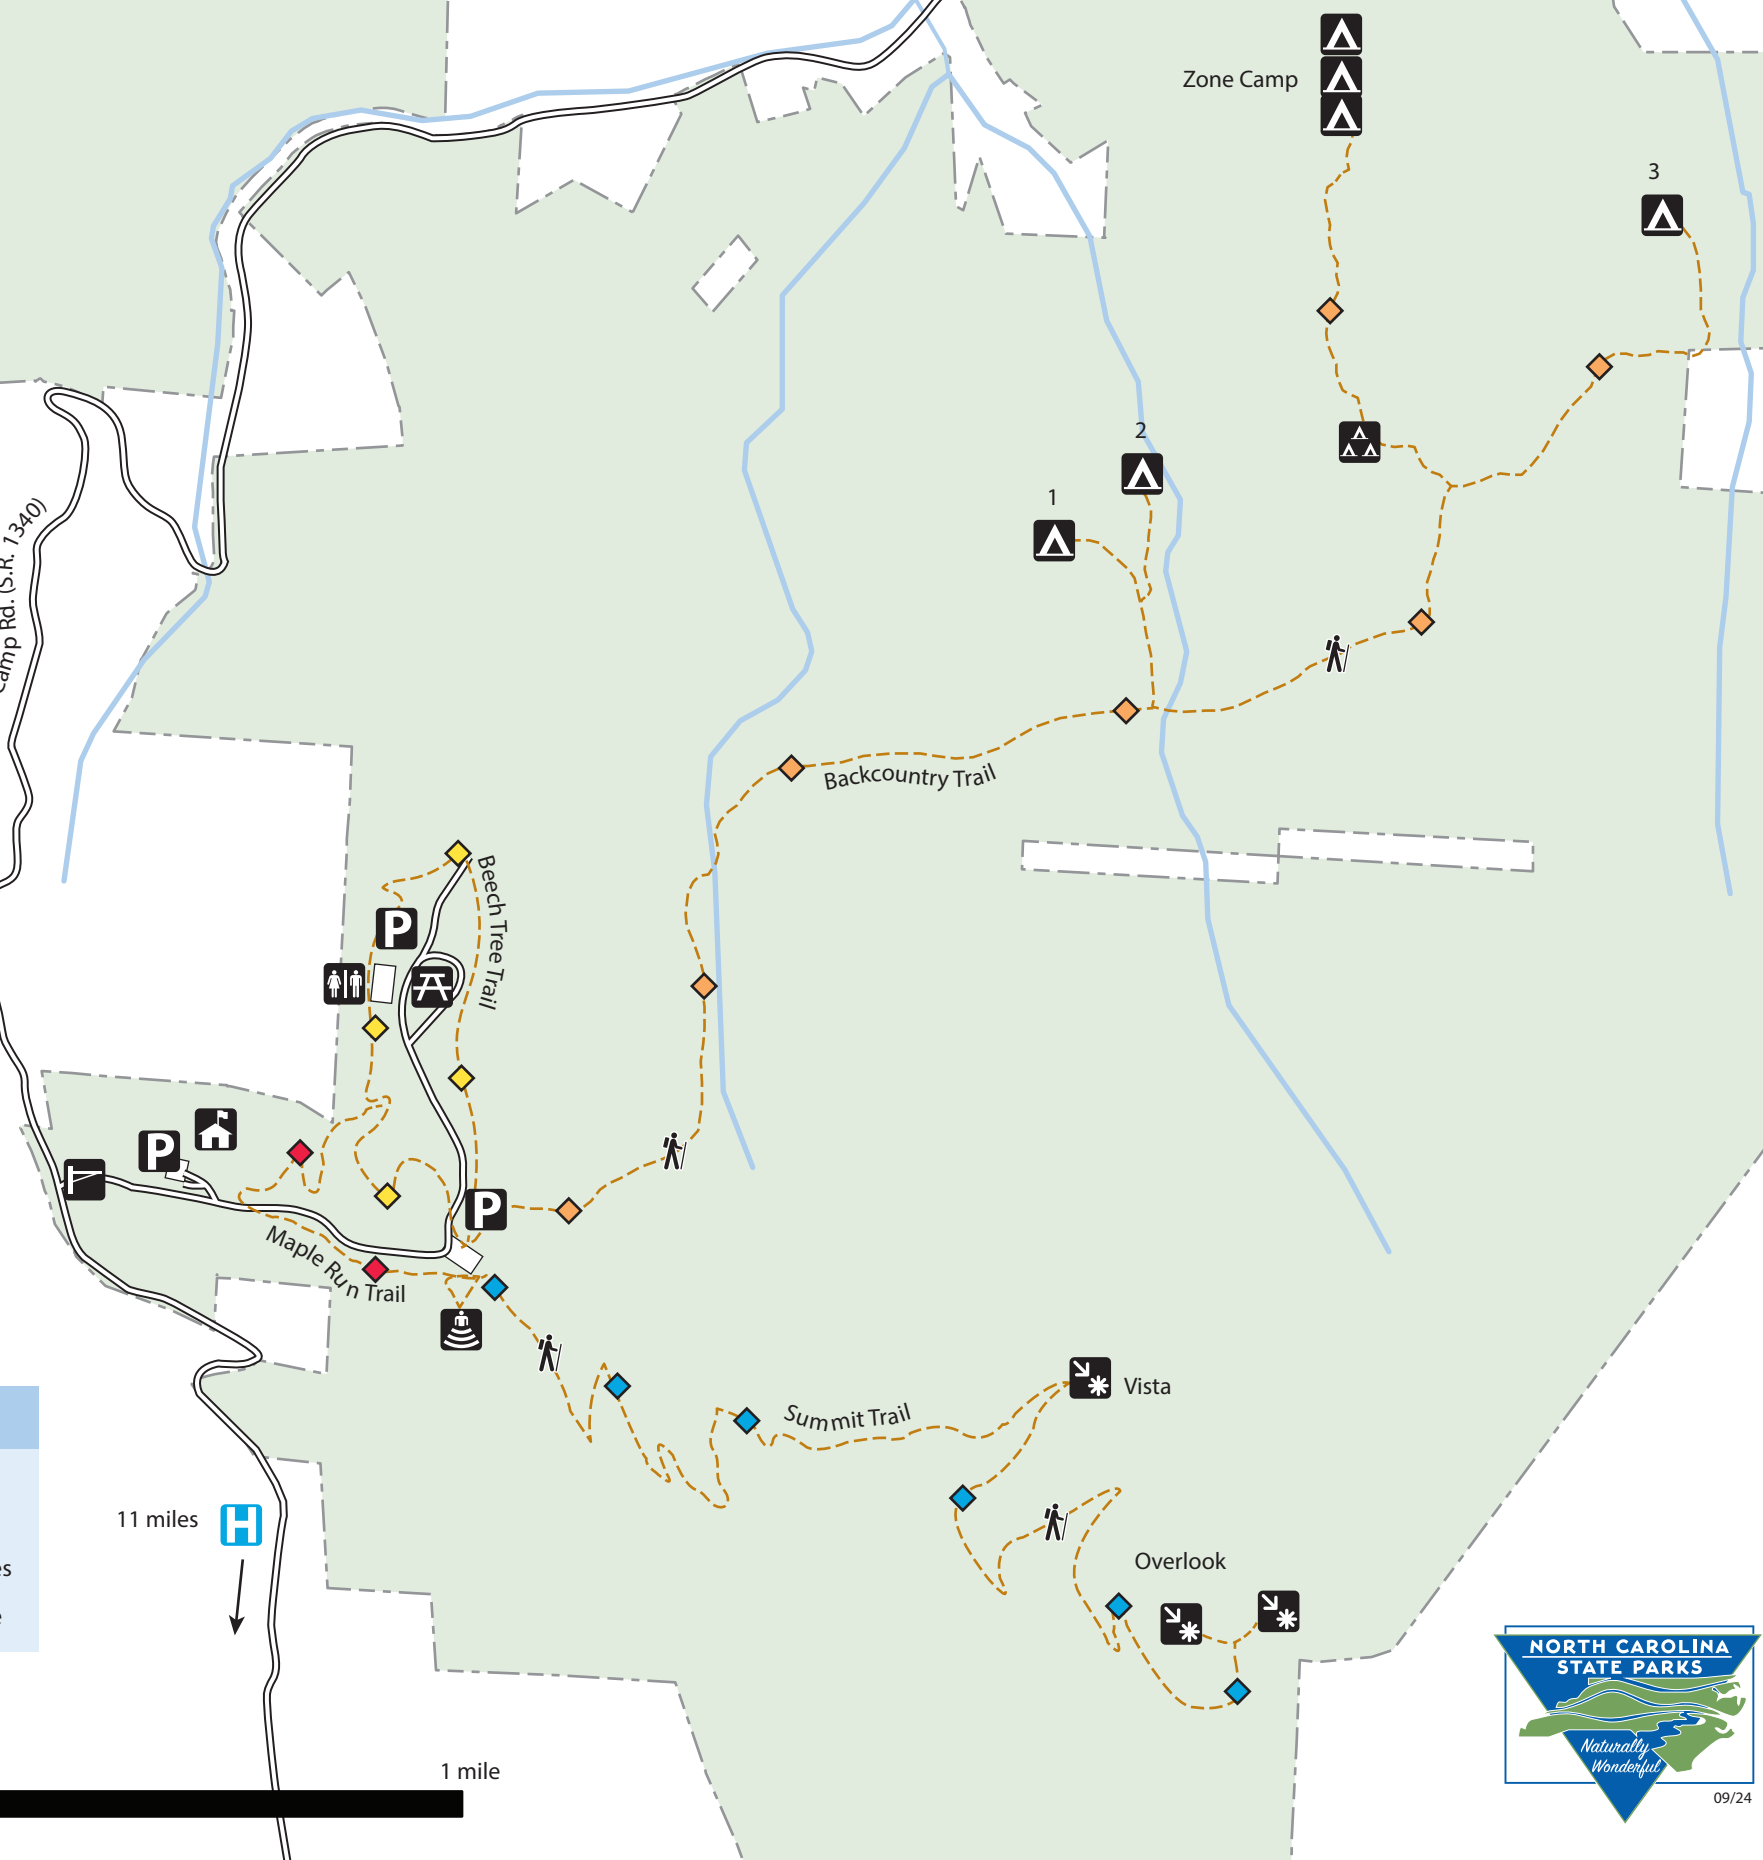 Zone Camp
3
2
1
Camp Rd. (S.R. 1340)
Backcountry Trail
Beech Tree Trail
P
P
P
Maple Run Trail
Summit Trail
Vista
11 miles
H
Overlook
1 mile
NORTH CAROLINA
STATE PARKS
Naturally
Wonderful
09/24